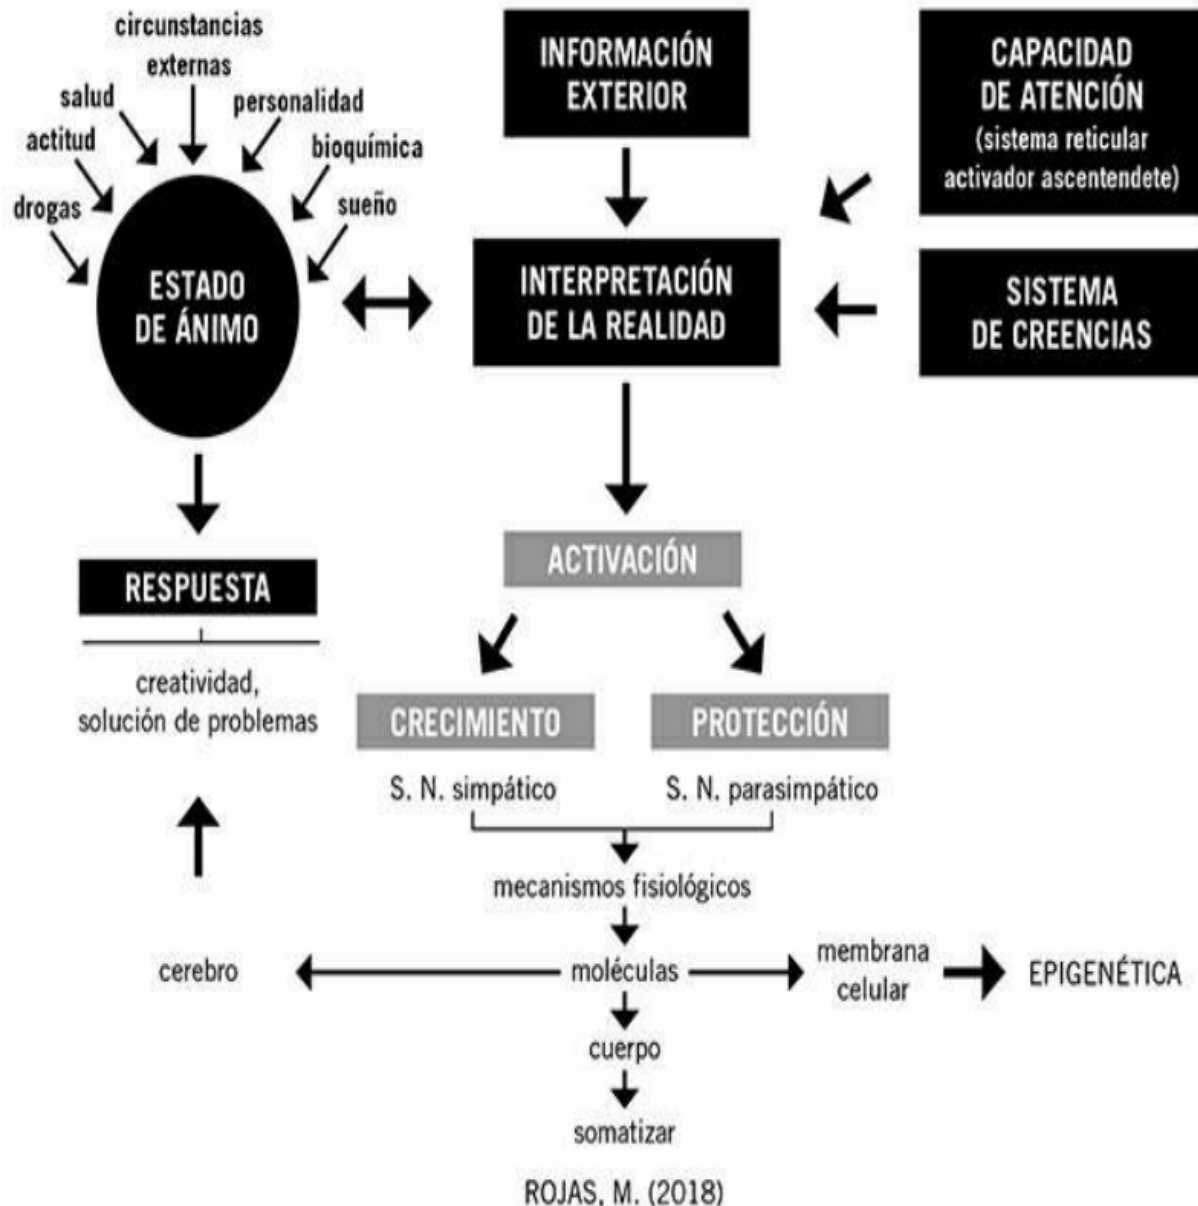 circunstancias
externas
salud
personalidad
actitud
bioquímica
drogas
sueño
ESTADO
DE ÁNIMO
INFORMACIÓN
EXTERIOR
CAPACIDAD
DE ATENCIÓN
(sistema reticular
activador ascentendete)
INTERPRETACIÓN
DE LA REALIDAD
SISTEMA
DE CREENCIAS
RESPUESTA
creatividad,
solución de problemas
ACTIVACIÓN
CRECIMIENTO
PROTECCIÓN
S. N. simpático
S. N. parasimpático
mecanismos fisiológicos
cerebro
moléculas
membrana
celular
EPIGENÉTICA
cuerpo
somatizar
ROJAS, M. (2018)